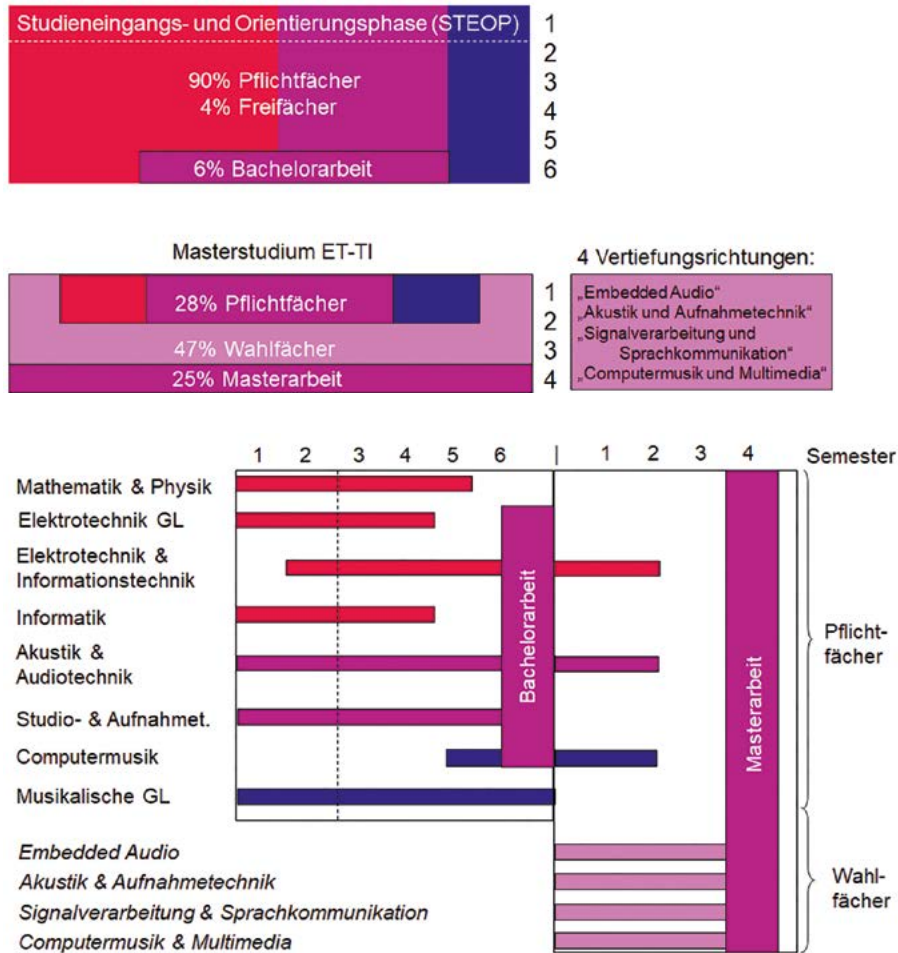 Studieneingangs- und Orientierungsphase (STEOP)
1
2
90% Pflichtfächer
3
4% Freifächer
4
5
6% Bachelorarbeit
6
Masterstudium ET-TI
4 Vertiefungsrichtungen:
28% Pflichtfächer
47% Wahlfächer
25% Masterarbeit
1
2
3
4
„Embedded Audio“
„Akustik und Aufnahmetechnik“
„Signalverarbeitung und
Sprachkommunikation“
„Computermusik und Multimedia“
1 2 3 4 5 6 | 1 2 3 4 Semester
Mathematik & Physik
Elektrotechnik GL
Elektrotechnik &
Informationstechnik
Informatik
Akustik &
Audiotechnik
Studio- & Aufnahmet.
Computermusik
Musikalische GL
Bachelorarbeit
Masterarbeit
Pflicht-
fächer
Embedded Audio
Akustik & Aufnahmetechnik
Signalverarbeitung & Sprachkommunikation
Computermusik & Multimedia
Wahl-
fächer